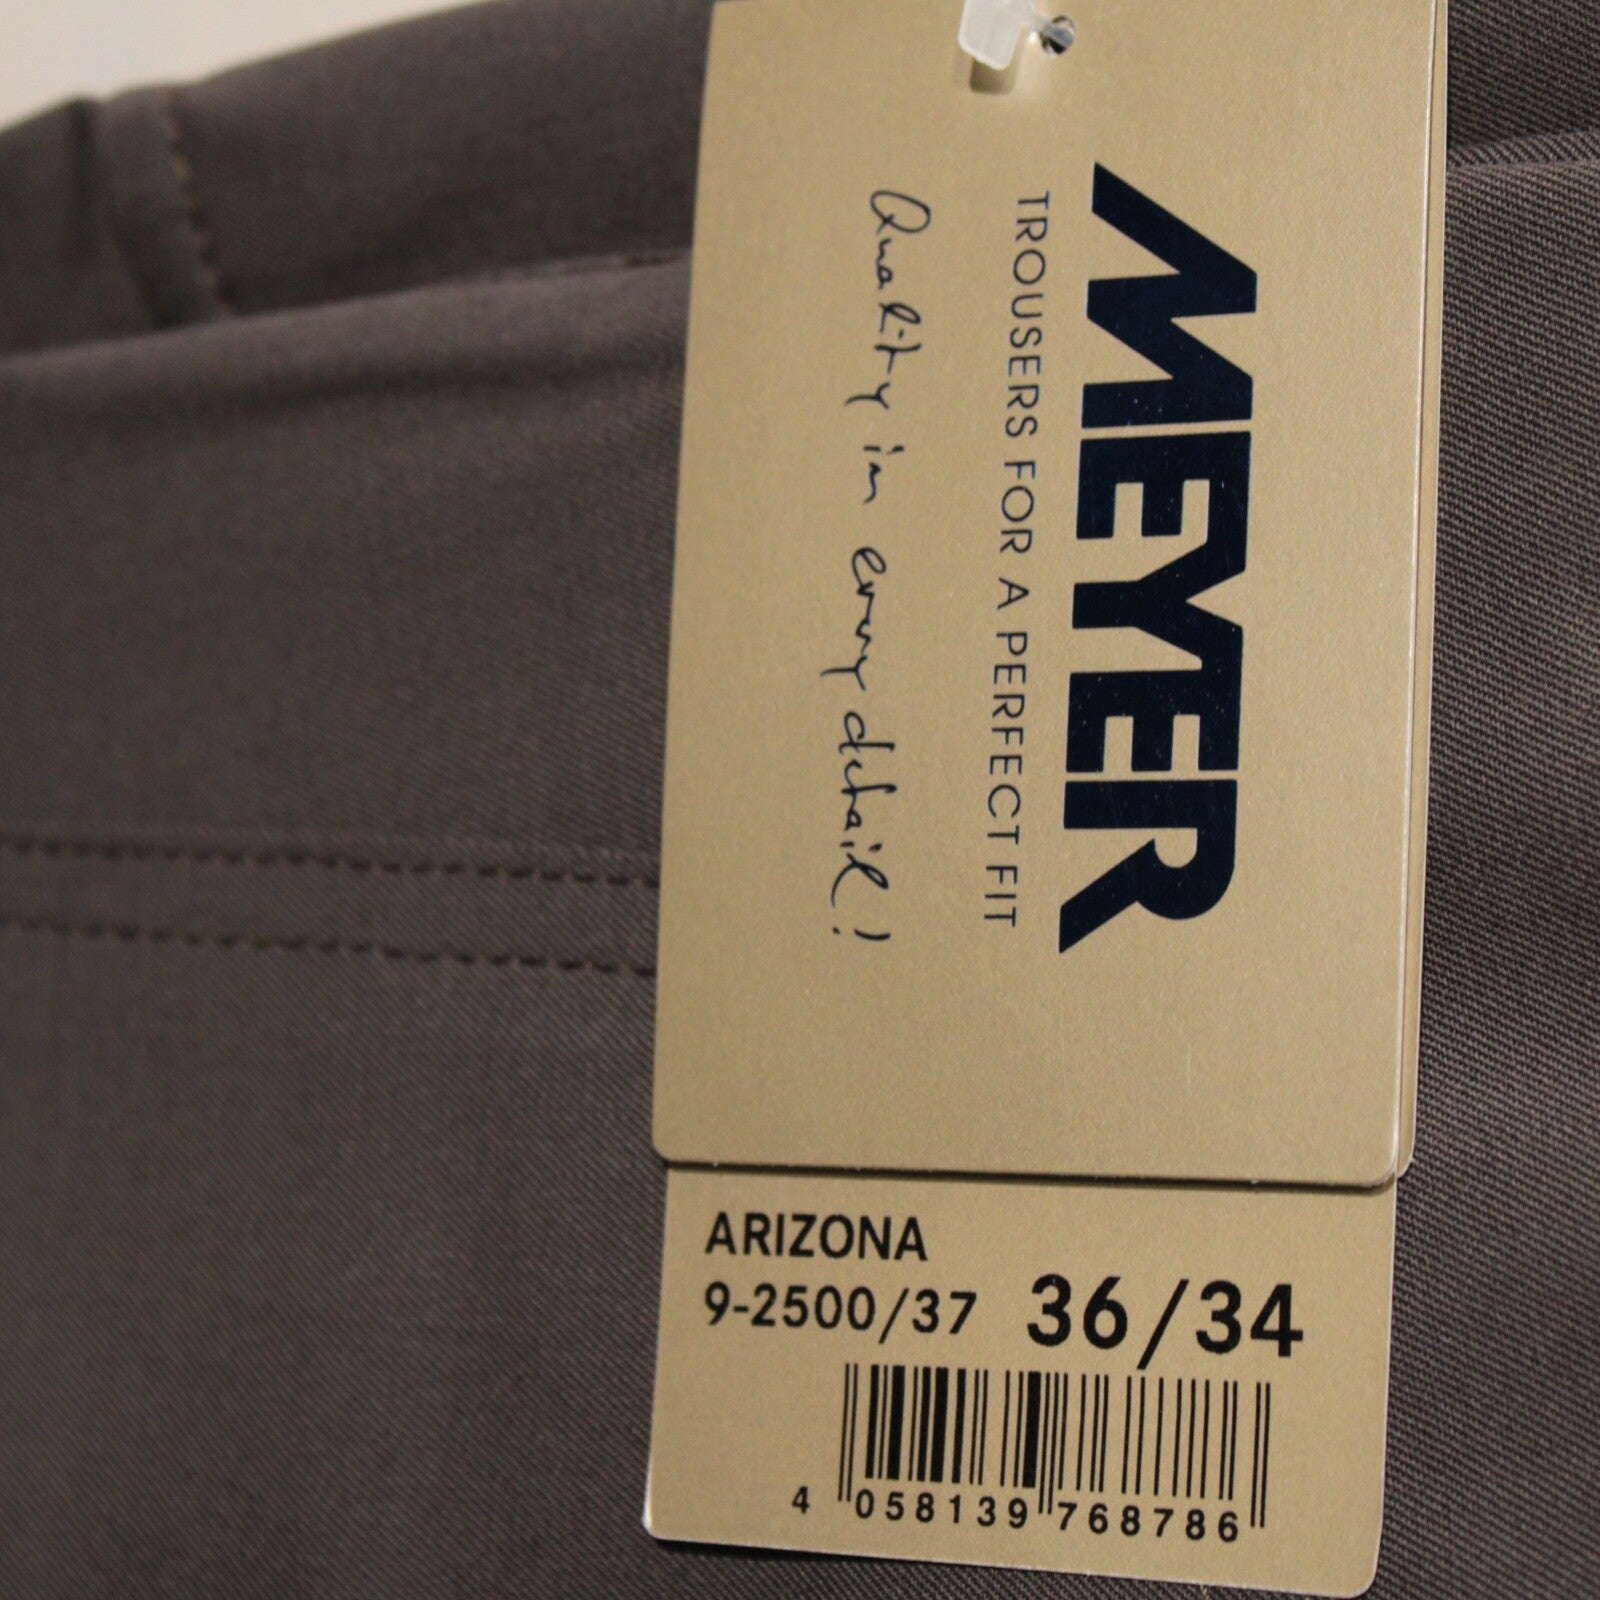 MEYER
TROUSERS FOR A PERFECT FIT
Quality in every detail!
ARIZONA
9-2500/37 36/34
4 058139 768786